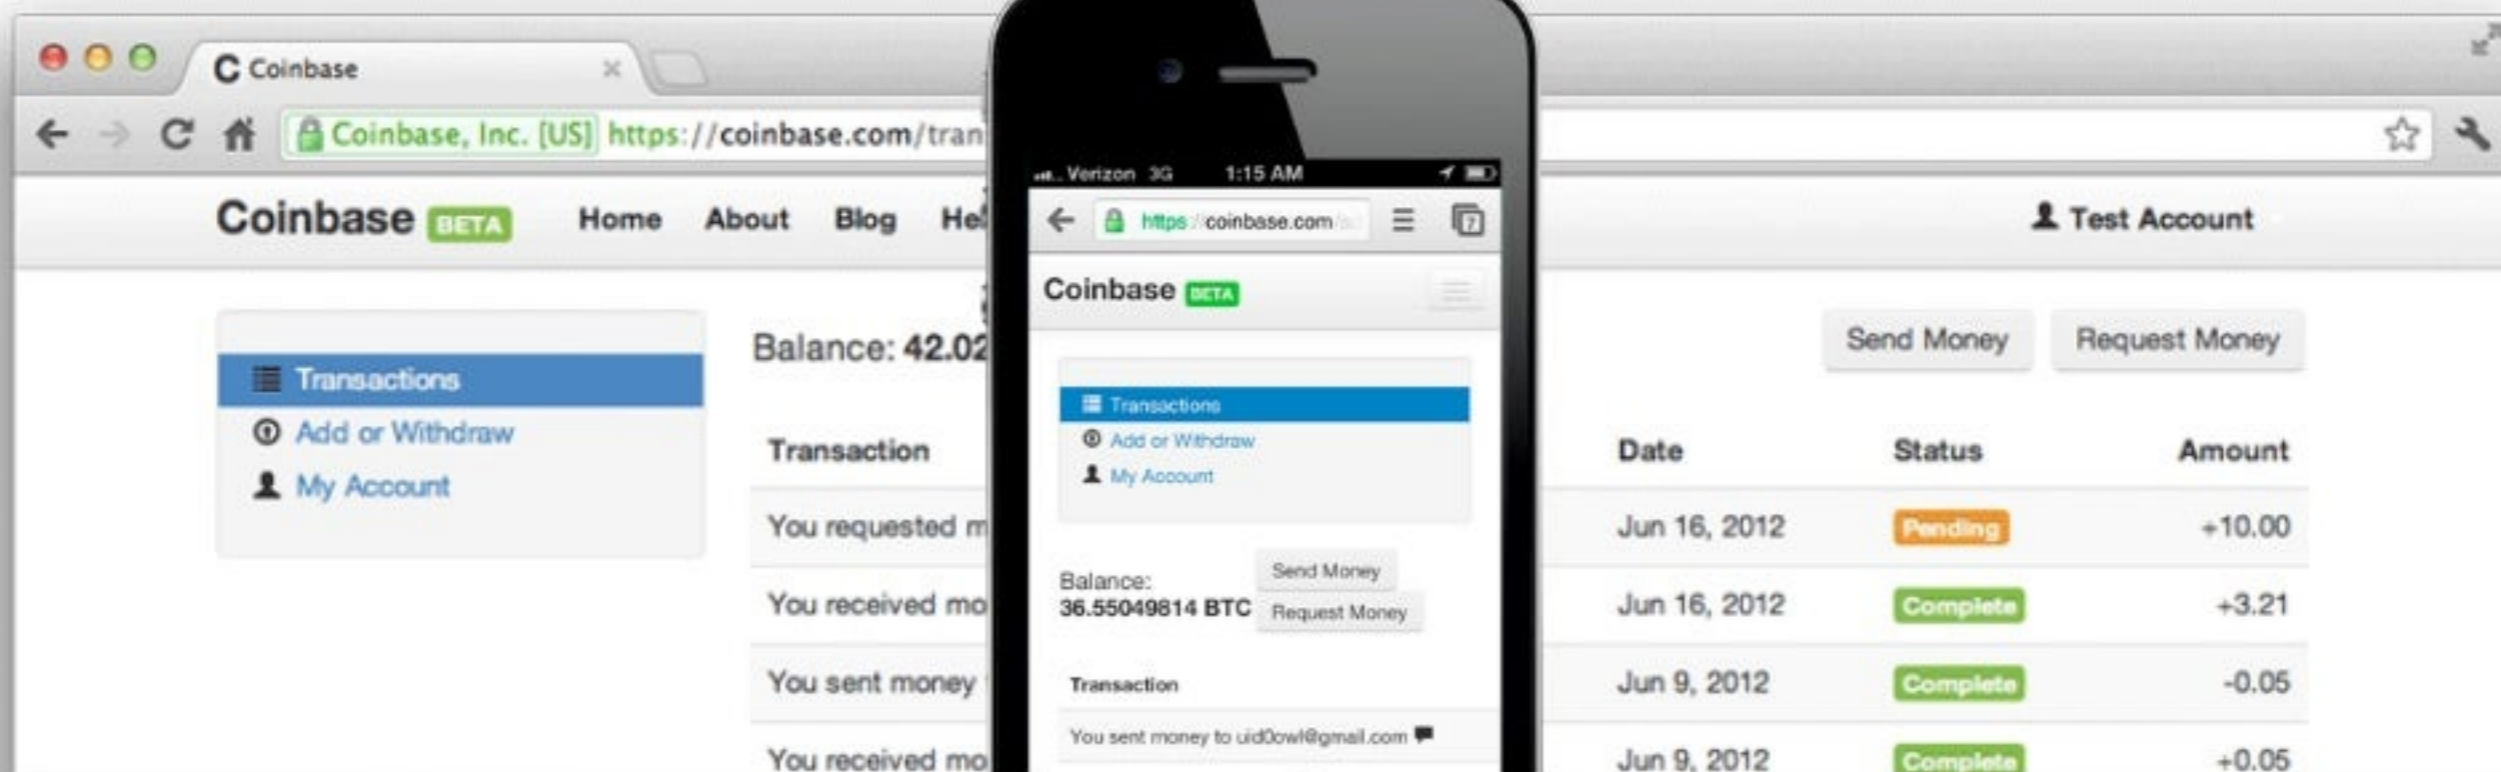 C Coinbase
Coinbase, Inc. [US] https://coinbase.com/tran
Coinbase BETA Home About Blog Hel
Test Account
Transactions
Add or Withdraw
My Account
Balance: 42.02
Send Money Request Money
Transaction Date Status Amount
You requested m Jun 16, 2012 Pending +10.00
You received mo Jun 16, 2012 Complete +3.21
You sent money Jun 9, 2012 Complete -0.05
You received mo Jun 9, 2012 Complete +0.05
Verizon 3G 1:15 AM
https://coinbase.com/s
7
Coinbase BETA
Transactions
Add or Withdraw
My Account
Balance:
36.55049814 BTC
Send Money
Request Money
Transaction
You sent money to uid0owl@gmail.com